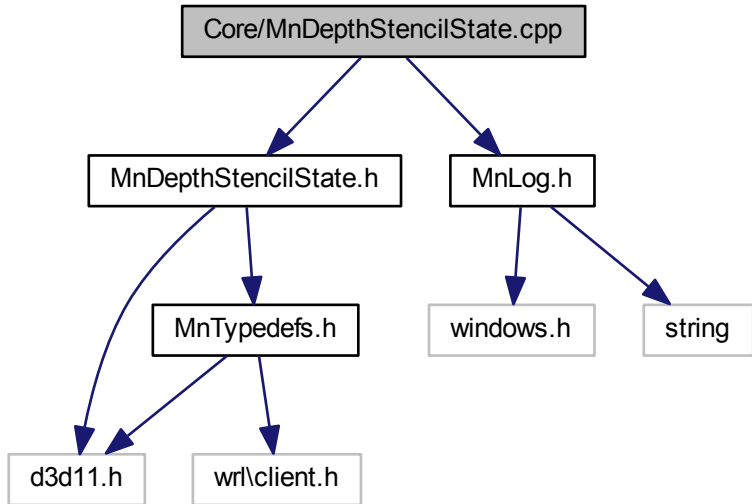 Core/MnDepthStencilState.cpp
MnDepthStencilState.h
MnLog.h
MnTypedefs.h
windows.h
string
d3d11.h
wrl\client.h